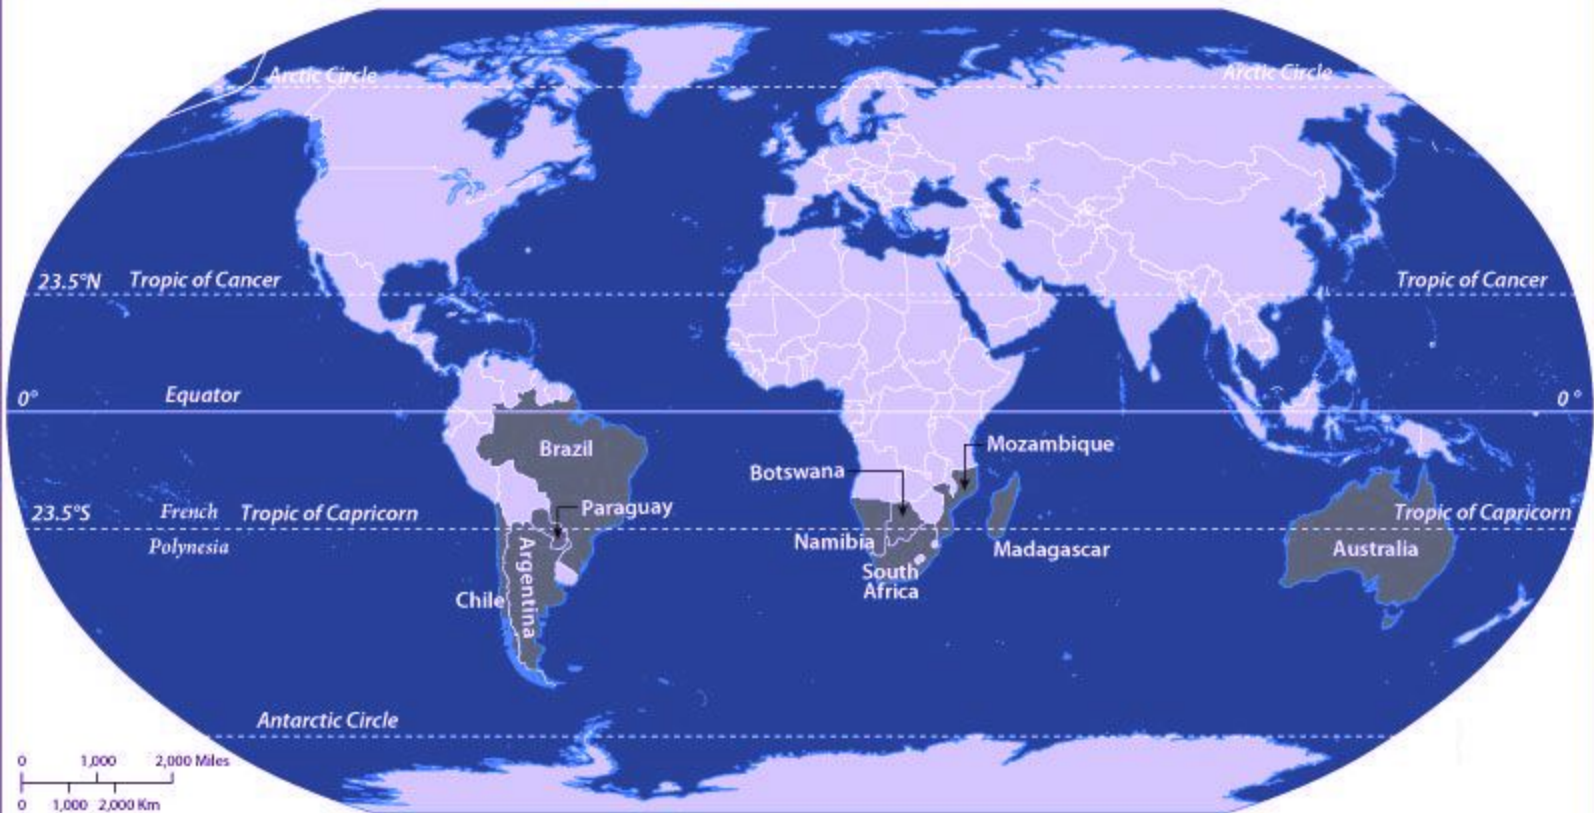 Arctic Circle
Arctic Circle
23.5°N
Tropic of Cancer
Tropic of Cancer
0°
Equator
0 °
Brazil
Mozambique
Botswana
Paraguay
23.5°S
French
Polynesia
Tropic of Capricorn
Tropic of Capricorn
Namibia
Madagascar
Australia
South
Africa
Argentina
Chile
Antarctic Circle
0 1,000 2,000 Miles
0 1,000 2,000 Km